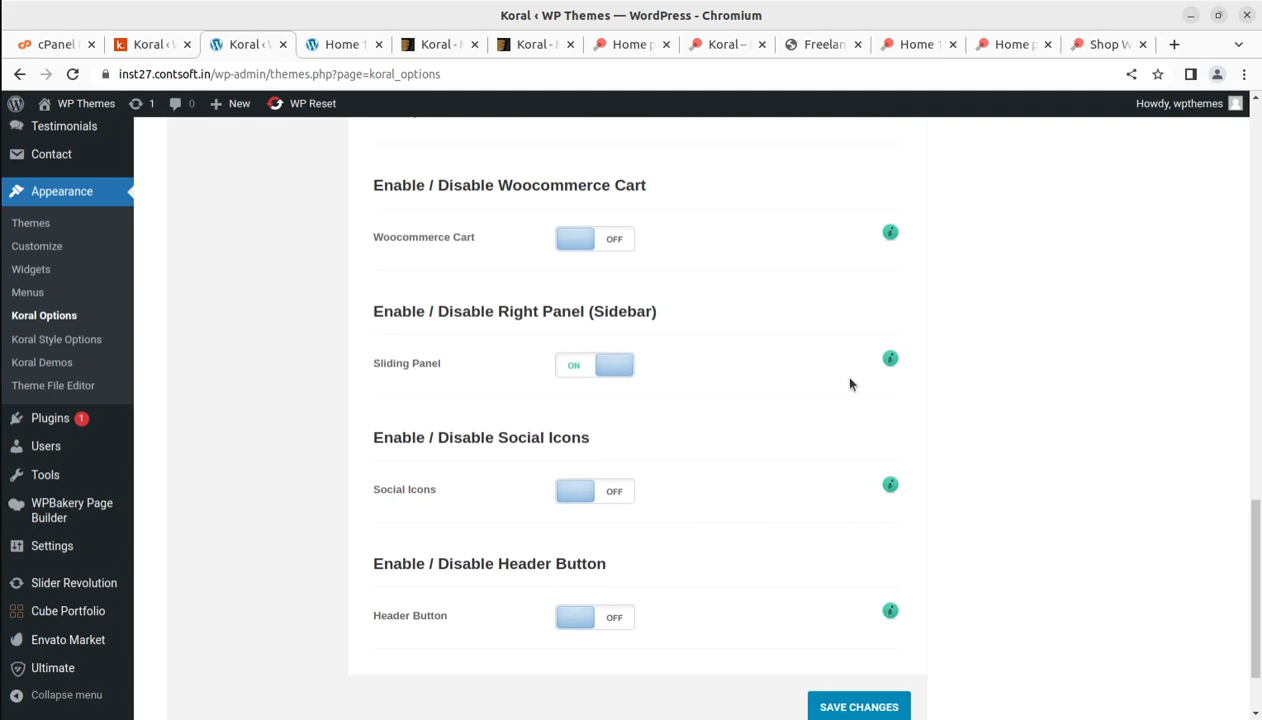 Koral ‹ WP Themes — WordPress - Chromium
cPanel F
Koral ‹ W
Koral ‹ W
Home 1
Koral - M
Koral - M
Home p
Koral –
Freelan
Home 1
Home p
Shop W
inst27.contsoft.in/wp-admin/themes.php?page=koral_options
WP Themes
1
0
New
WP Reset
Howdy, wpthemes
Testimonials
Contact
Appearance
Themes
Customize
Widgets
Menus
Koral Options
Koral Style Options
Koral Demos
Theme File Editor
Plugins 1
Users
Tools
WPBakery Page
Builder
Settings
Slider Revolution
Cube Portfolio
Envato Market
Ultimate
Collapse menu
Enable / Disable Woocommerce Cart
Woocommerce Cart
OFF
Enable / Disable Right Panel (Sidebar)
Sliding Panel
ON
Enable / Disable Social Icons
Social Icons
OFF
Enable / Disable Header Button
Header Button
OFF
SAVE CHANGES